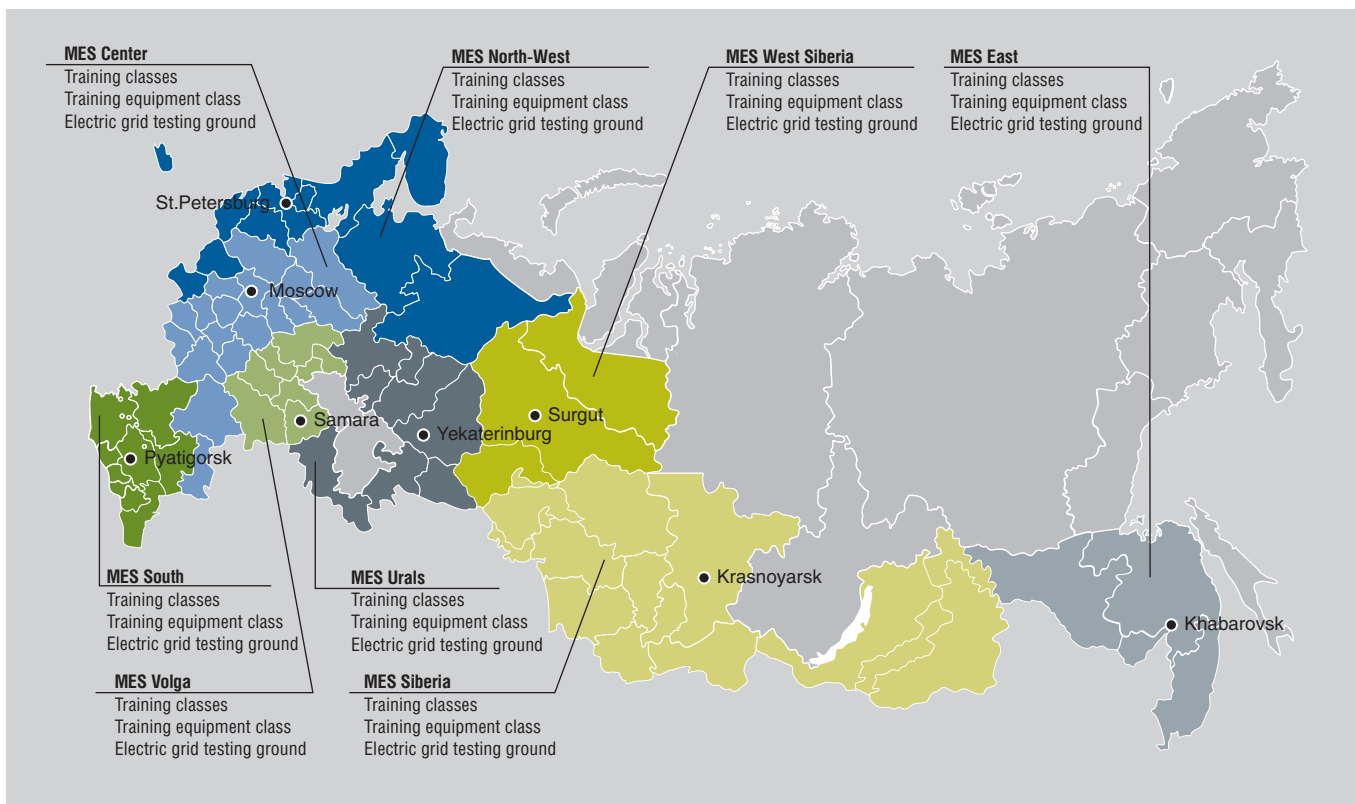 MES Center
Training classes
Training equipment class
Electric grid testing ground
MES North-West
Training classes
Training equipment class
Electric grid testing ground
MES West Siberia
Training classes
Training equipment class
Electric grid testing ground
MES East
Training classes
Training equipment class
Electric grid testing ground
St.Petersburg
Moscow
Samara
Surgut
Yekaterinburg
Pyatigorsk
Krasnoyarsk
Khabarovsk
MES South
Training classes
Training equipment class
Electric grid testing ground
MES Urals
Training classes
Training equipment class
Electric grid testing ground
MES Volga
Training classes
Training equipment class
Electric grid testing ground
MES Siberia
Training classes
Training equipment class
Electric grid testing ground